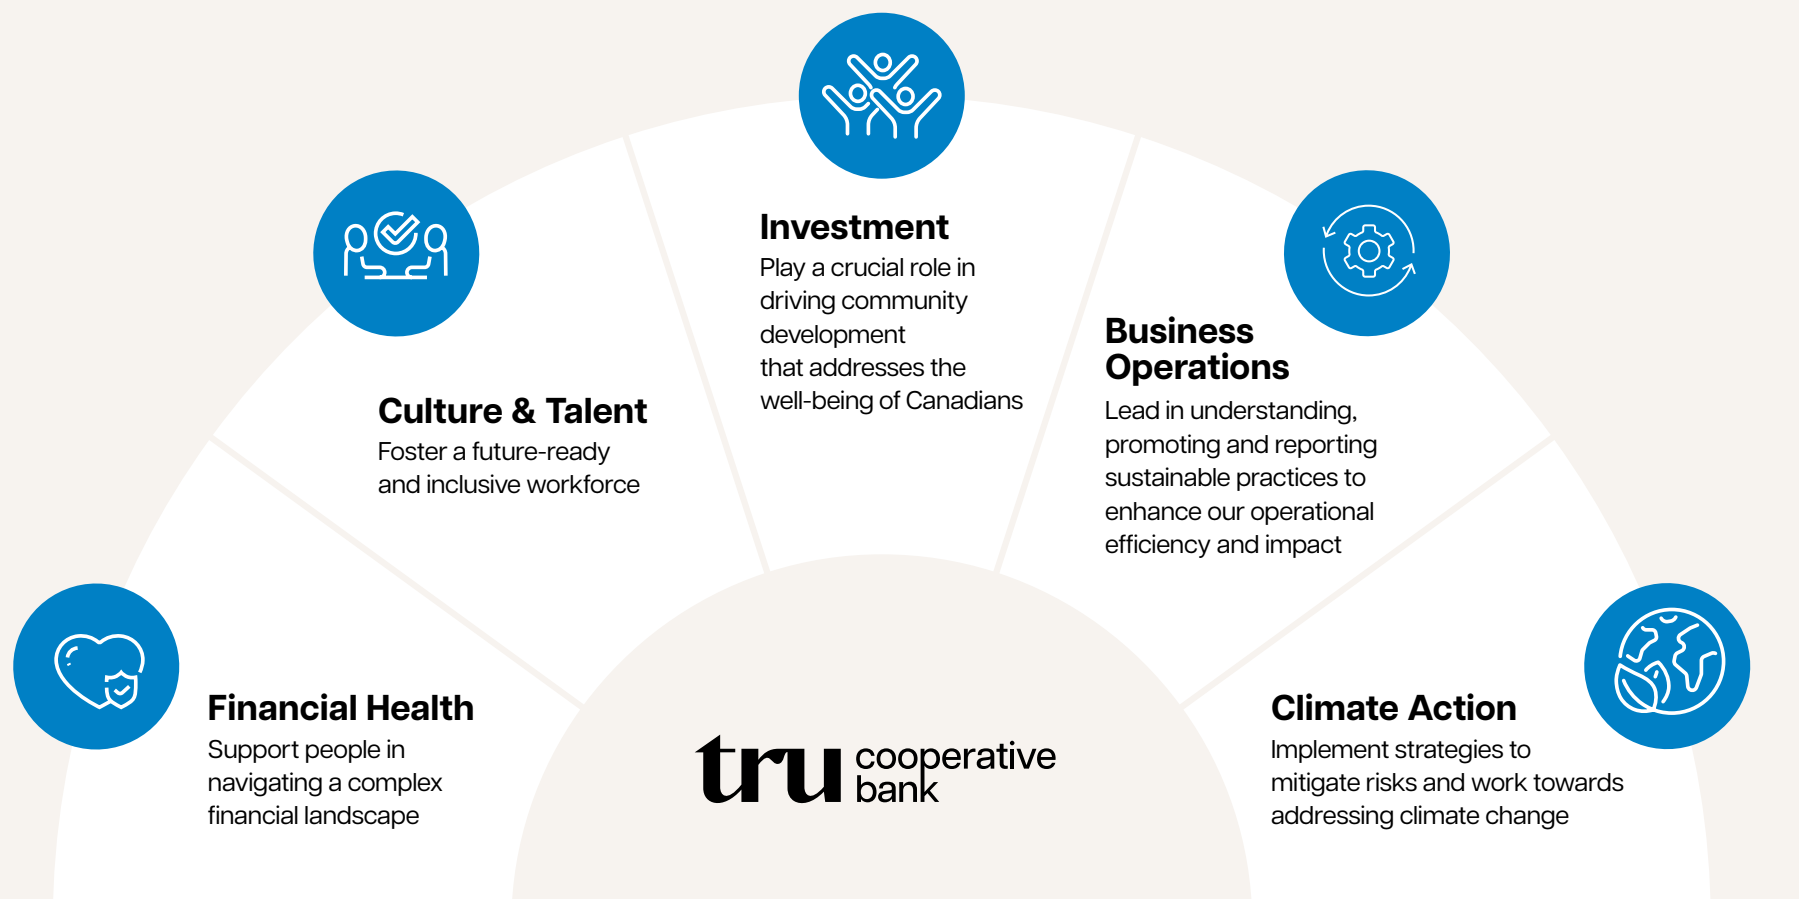 Investment
Play a crucial role in
driving community
development
that addresses the
well-being of Canadians
Business
Operations
Lead in understanding,
promoting and reporting
sustainable practices to
enhance our operational
efficiency and impact
Culture & Talent
Foster a future-ready
and inclusive workforce
Financial Health
Support people in
navigating a complex
financial landscape
tru cooperative
bank
Climate Action
Implement strategies to
mitigate risks and work towards
addressing climate change